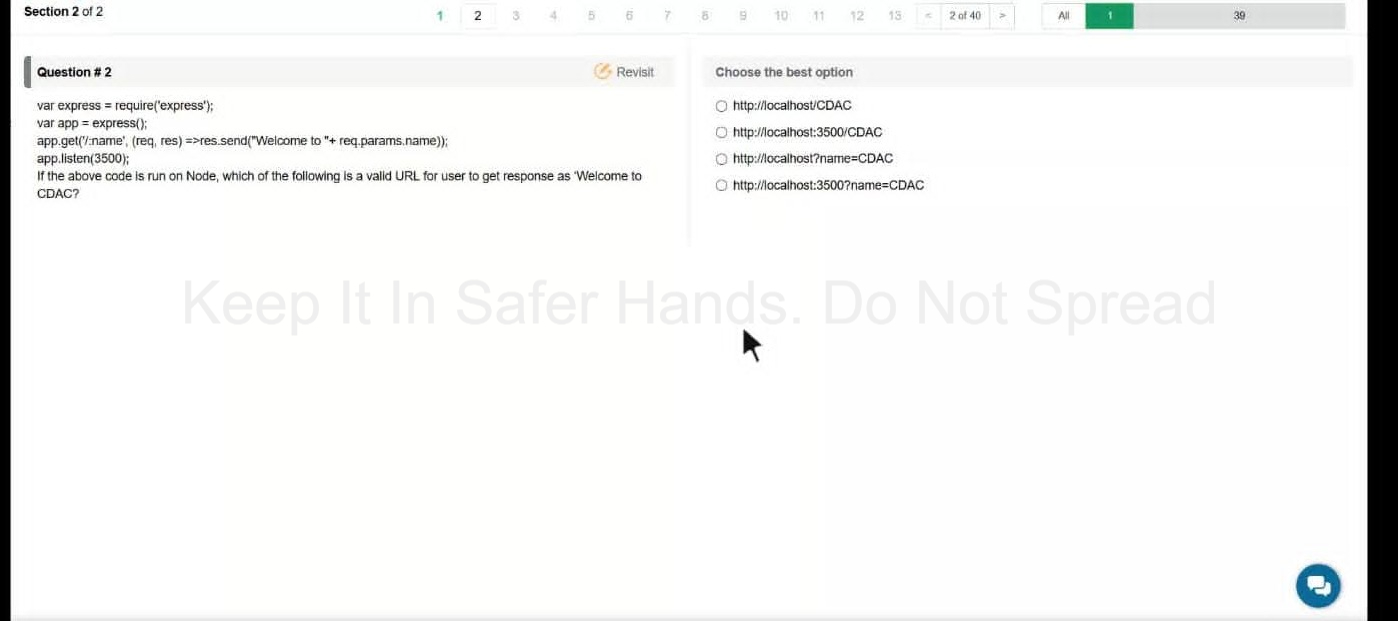 Section 2 of 2
1 2 3 4 5 6 7 8 9 10 11 12 13 < 2 of 40 > All 1 39
Question # 2
Revisit
var express = require('express');
var app = express();
app.get('/:name', (req, res) =>res.send("Welcome to "+ req.params.name));
app.listen(3500);
If the above code is run on Node, which of the following is a valid URL for user to get response as 'Welcome to
CDAC?
Choose the best option
http://localhost/CDAC
http://localhost:3500/CDAC
http://localhost?name=CDAC
http://localhost:3500?name=CDAC
Keep It In Safer Hands. Do Not Spread